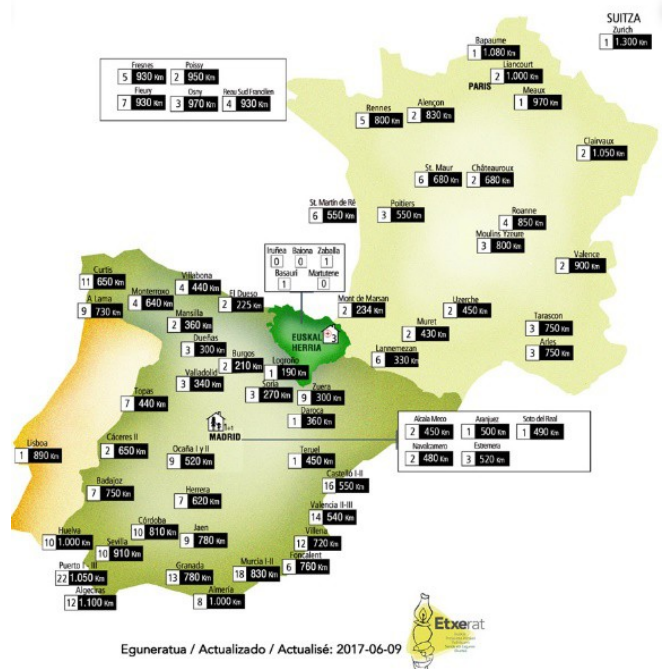 SUITZA
Zurich
1 1.300 Km
Bapaume
1 1.080 Km
Liancourt
2 1.000 Km
PARIS
Meaux
1 970 Km
Fresnes
5 930 Km
Poissy
2 950 Km
Fleury
7 930 Km
Osny
3 970 Km
Reau Sud Francilien
4 930 Km
Rennes
5 800 Km
Alençon
2 830 Km
Clairvaux
2 1.050 Km
St. Maur
6 680 Km
Châteauroux
2 680 Km
St. Martin de Ré
6 550 Km
Poitiers
3 550 Km
Roanne
4 850 Km
Moulins Yzeure
3 800 Km
Valence
2 900 Km
Iruñea
0
Baiona
0
Zaballa
1
Basauri
1
Martutene
0
Curtis
11 650 Km
Villabona
4 440 Km
A Lama
9 730 Km
Monterroxo
4 640 Km
El Dueso
2 225 Km
Mansilla
2 360 Km
Mont de Marsan
2 234 Km
Uzerche
2 450 Km
Muret
2 430 Km
Tarascon
3 750 Km
Arles
3 750 Km
Lannemezan
6 330 Km
EUSKAL
HERRIA
3
Dueñas
3 300 Km
Burgos
2 210 Km
Logroño
1 190 Km
Valladolid
3 340 Km
Soria
3 270 Km
Zuera
9 300 Km
Topas
7 440 Km
Daroca
1 360 Km
MADRID
Alcala Meco
2 450 Km
Aranjuez
1 500 Km
Soto del Real
1 490 Km
Navalcarnero
2 480 Km
Estremera
3 520 Km
Lisboa
1 890 Km
Cáceres II
2 650 Km
Ocaña I y II
9 520 Km
Teruel
1 450 Km
Castelló I-II
16 550 Km
Badajoz
7 750 Km
Herrera
7 620 Km
Valencia II-III
14 540 Km
Córdoba
10 810 Km
Jaen
9 780 Km
Villena
12 720 Km
Huelva
10 1.000 Km
Sevilla
10 910 Km
Foncalent
6 760 Km
Puerto I - III
22 1.050 Km
Granada
13 780 Km
Murcia I-II
18 830 Km
Algeciras
12 1.100 Km
Almería
8 1.000 Km
Etxerat
Eguneratua / Actualizado / Actualisé: 2017-06-09